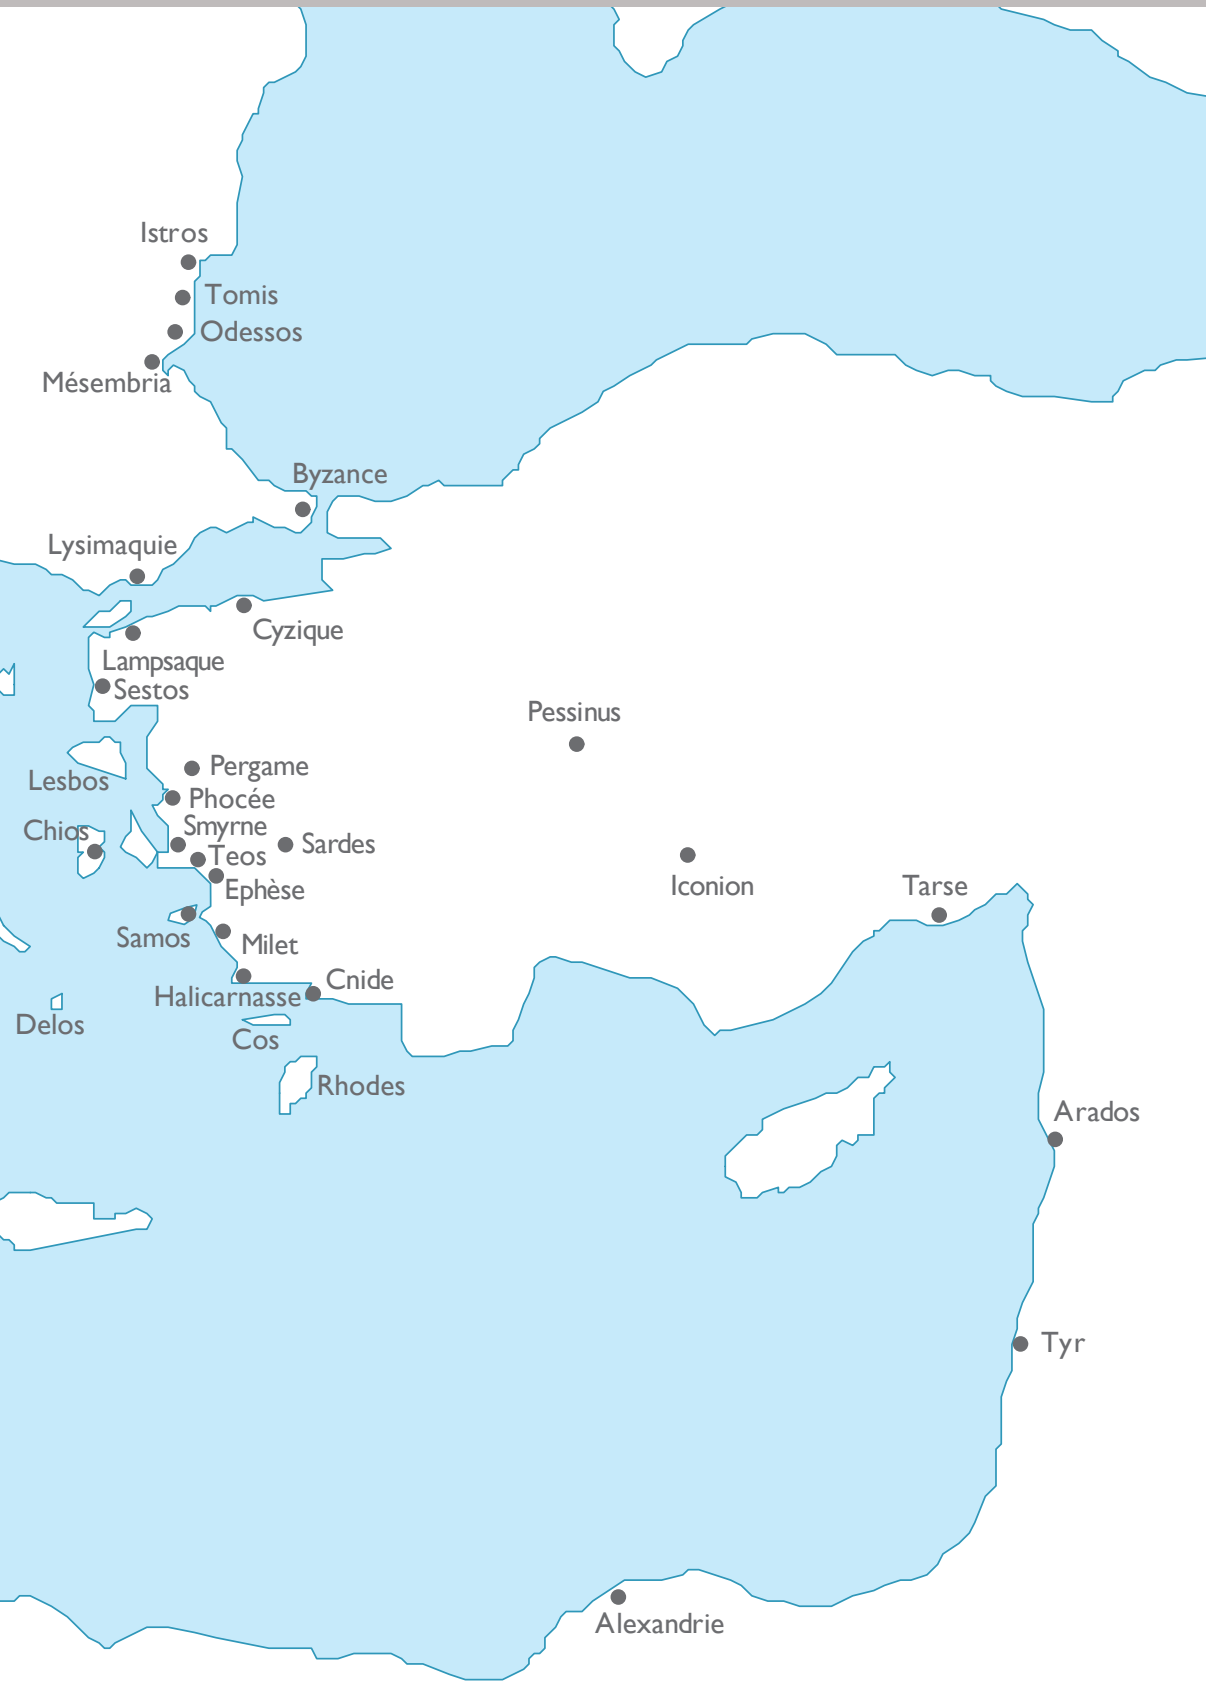 Istros
Tomis
Odessos
Mésembria
Byzance
Lysimaquie
Cyzique
Lampsaque
Sestos
Pessinus
Pergame
Lesbos
Phocée
Smyrne
Chios
Sardes
Teos
Iconion
Tarse
Ephèse
Samos
Milet
Cnide
Halicarnasse
Delos
Cos
Rhodes
Arados
Tyr
Alexandrie